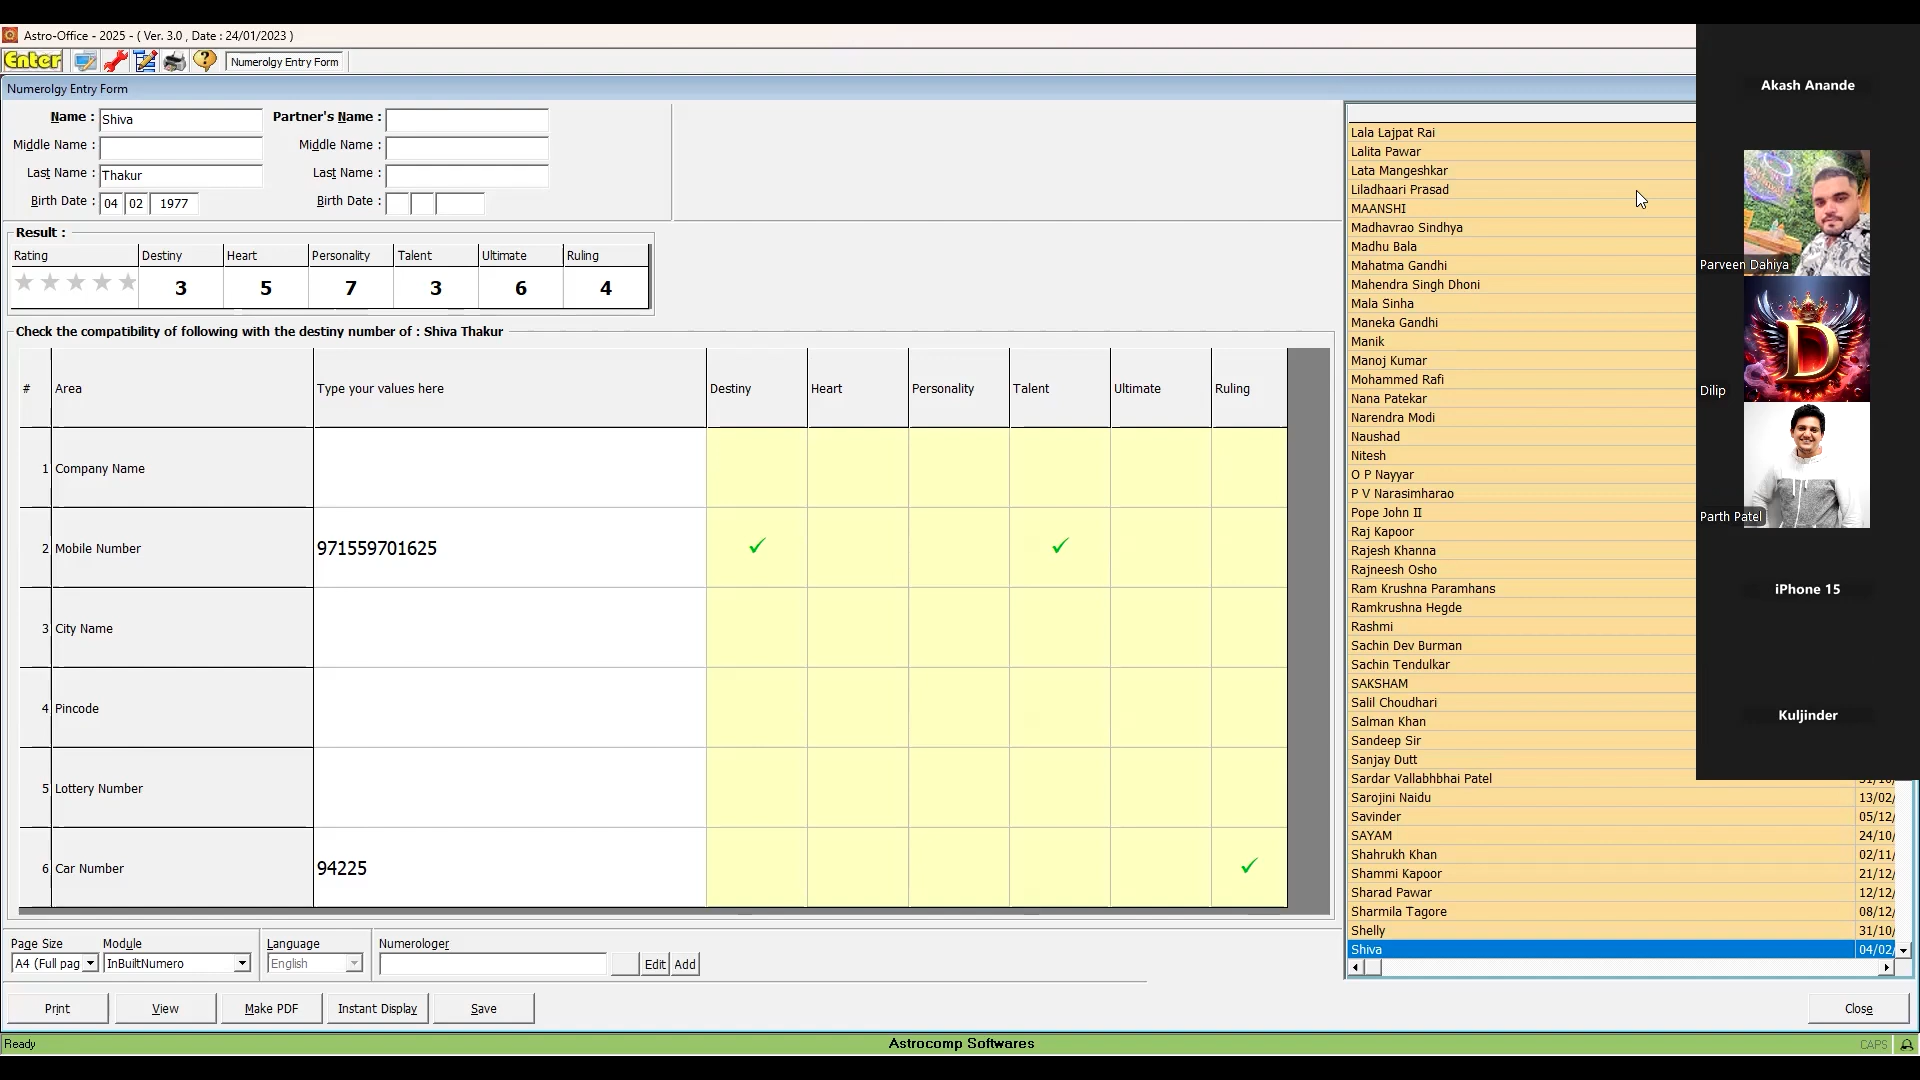 Astro-Office - 2025 - ( Ver. 3.0 , Date : 24/01/2023 )
Enter
Numerolgy Entry Form
Numerolgy Entry Form
Name : Shiva Partner's Name :
Middle Name : Middle Name :
Last Name : Thakur Last Name :
Birth Date : 04 02 1977 Birth Date :
Result :
Rating Destiny Heart Personality Talent Ultimate Ruling
3 5 7 3 6 4
Check the compatibility of following with the destiny number of : Shiva Thakur
# Area Type your values here Destiny Heart Personality Talent Ultimate Ruling
1 Company Name
2 Mobile Number 971559701625 ✓ ✓
3 City Name
4 Pincode
5 Lottery Number
6 Car Number 94225 ✓
Page Size Module Language Numerologer
A4 (Full pag InBuiltNumero English Edit Add
Print View Make PDF Instant Display Save
Lala Lajpat Rai
Lalita Pawar
Lata Mangeshkar
Liladhaari Prasad
MAANSHI
Madhavrao Sindhya
Madhu Bala
Mahatma Gandhi
Mahendra Singh Dhoni
Mala Sinha
Maneka Gandhi
Manik
Manoj Kumar
Mohammed Rafi
Nana Patekar
Narendra Modi
Naushad
Nitesh
O P Nayyar
P V Narasimharao
Pope John II
Raj Kapoor
Rajesh Khanna
Rajneesh Osho
Ram Krushna Paramhans
Ramkrushna Hegde
Rashmi
Sachin Dev Burman
Sachin Tendulkar
SAKSHAM
Salil Choudhari
Salman Khan
Sandeep Sir
Sanjay Dutt
Sardar Vallabhbhai Patel
Sarojini Naidu 13/02/
Savinder 05/12/
SAYAM 24/10/
Shahrukh Khan 02/11/
Shammi Kapoor 21/12/
Sharad Pawar 12/12/
Sharmila Tagore 08/12/
Shelly 31/10/
Shiva 04/02/
Close
Akash Anande
Parveen Dahiya
D
Dilip
Parth Patel
iPhone 15
Kuljinder
Ready Astrocomp Softwares CAPS